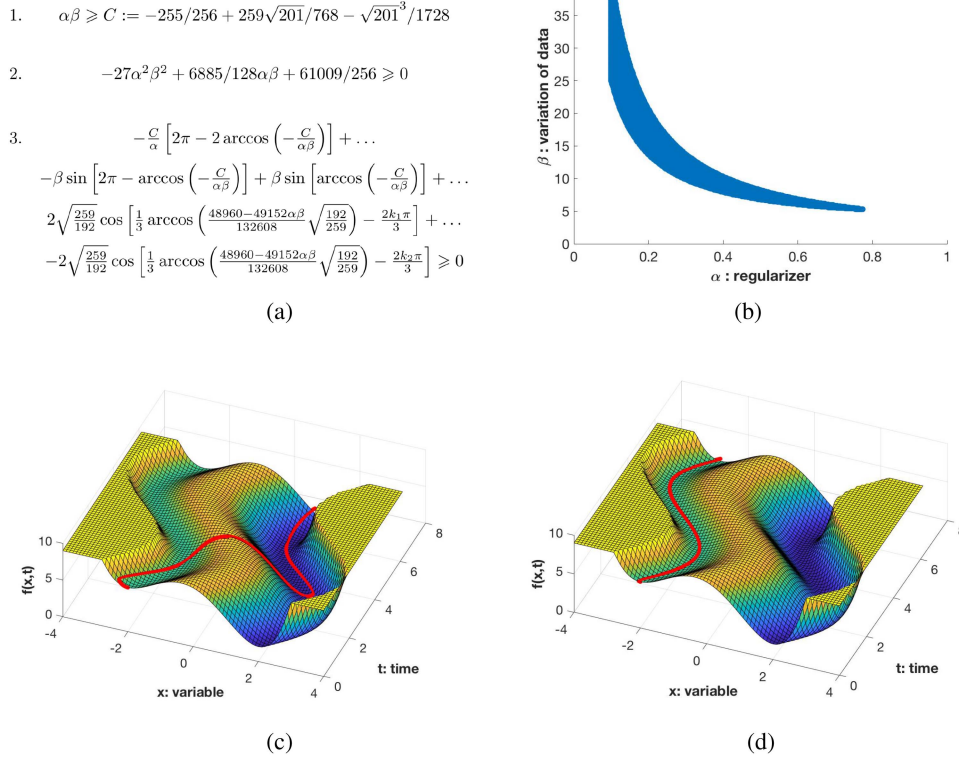 1. αβ ⩾ C := −255/256 + 259√201/768 − √201³/1728
2. −27α²β² + 6885/128αβ + 61009/256 ⩾ 0
3. −C/α [2π − 2 arccos (−C/αβ)] + …
−β sin [2π − arccos (−C/αβ)] + β sin [arccos (−C/αβ)] + …
2√(259/192) cos [1/3 arccos (48960−49152αβ/132608 √(192/259)) − 2k₁π/3] + …
−2√(259/192) cos [1/3 arccos (48960−49152αβ/132608 √(192/259)) − 2k₂π/3] ⩾ 0
(a)
β : variation of data
35
30
25
20
15
10
5
0
0 0.2 0.4 0.6 0.8 1
α : regularizer
(b)
f(x,t)
10
5
0
-4 -2 0 2 4
x: variable
0 2 4 6 8
t: time
(c)
f(x,t)
10
5
0
-4 -2 0 2 4
x: variable
0 2 4 6
t: time
(d)